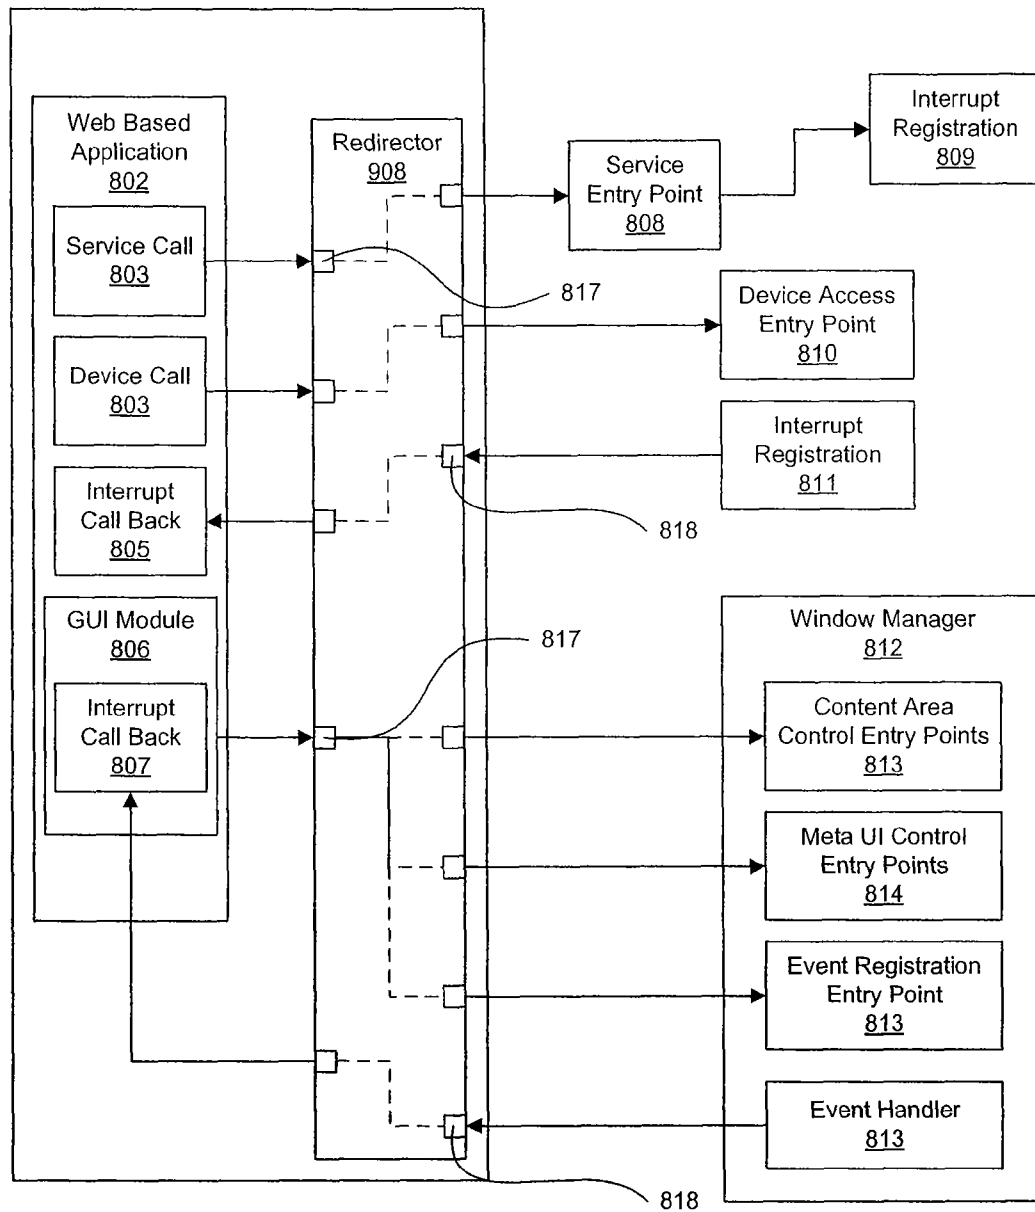 Web Based
Application
802
Service Call
803
Device Call
803
Interrupt
Call Back
805
GUI Module
806
Interrupt
Call Back
807
Redirector
908
Service
Entry Point
808
Interrupt
Registration
809
817
Device Access
Entry Point
810
Interrupt
Registration
811
818
817
Window Manager
812
Content Area
Control Entry Points
813
Meta UI Control
Entry Points
814
Event Registration
Entry Point
813
Event Handler
813
818